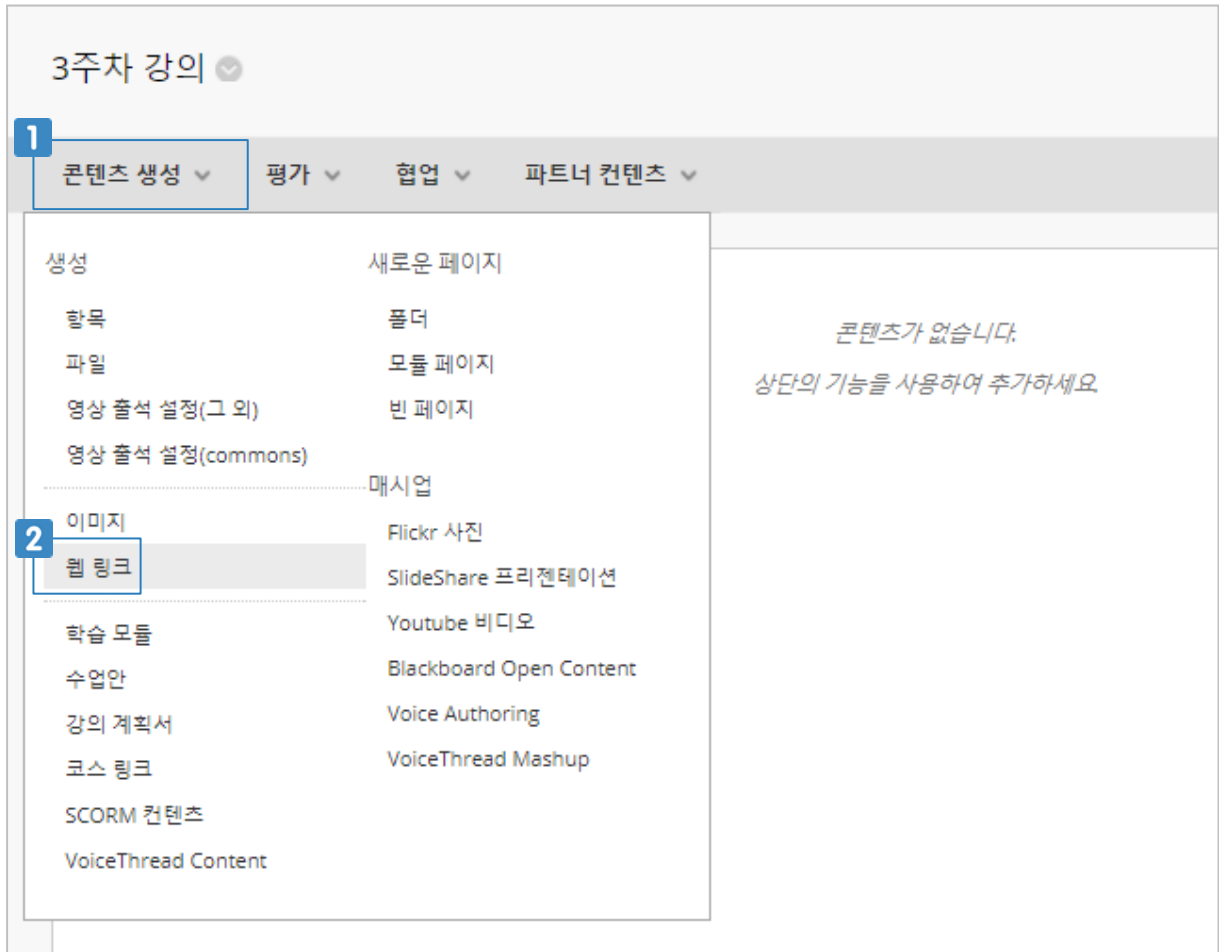 3주차 강의
1
콘텐츠 생성 평가 협업 파트너 컨텐츠
생성
항목
파일
영상 출석 설정(그 외)
영상 출석 설정(commons)
이미지
2
웹 링크
학습 모듈
수업안
강의 계획서
코스 링크
SCORM 컨텐츠
VoiceThread Content
새로운 페이지
폴더
모듈 페이지
빈 페이지
매시업
Flickr 사진
SlideShare 프리젠테이션
Youtube 비디오
Blackboard Open Content
Voice Authoring
VoiceThread Mashup
콘텐츠가 없습니다.
상단의 기능을 사용하여 추가하세요.